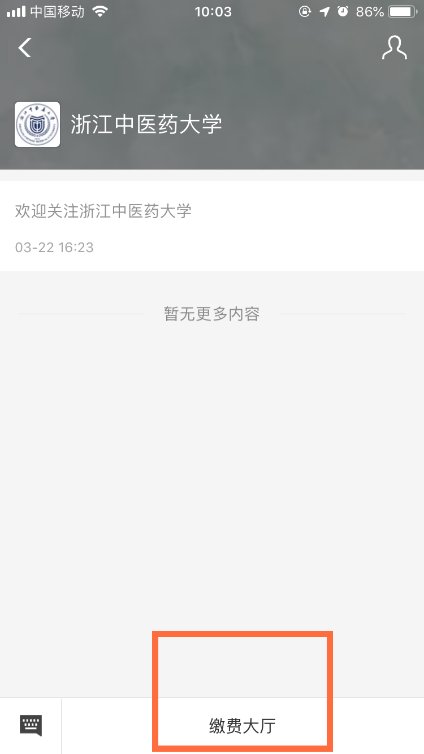 中国移动 10:03 86%
浙江中医药大学
欢迎关注浙江中医药大学
03-22 16:23
暂无更多内容
缴费大厅